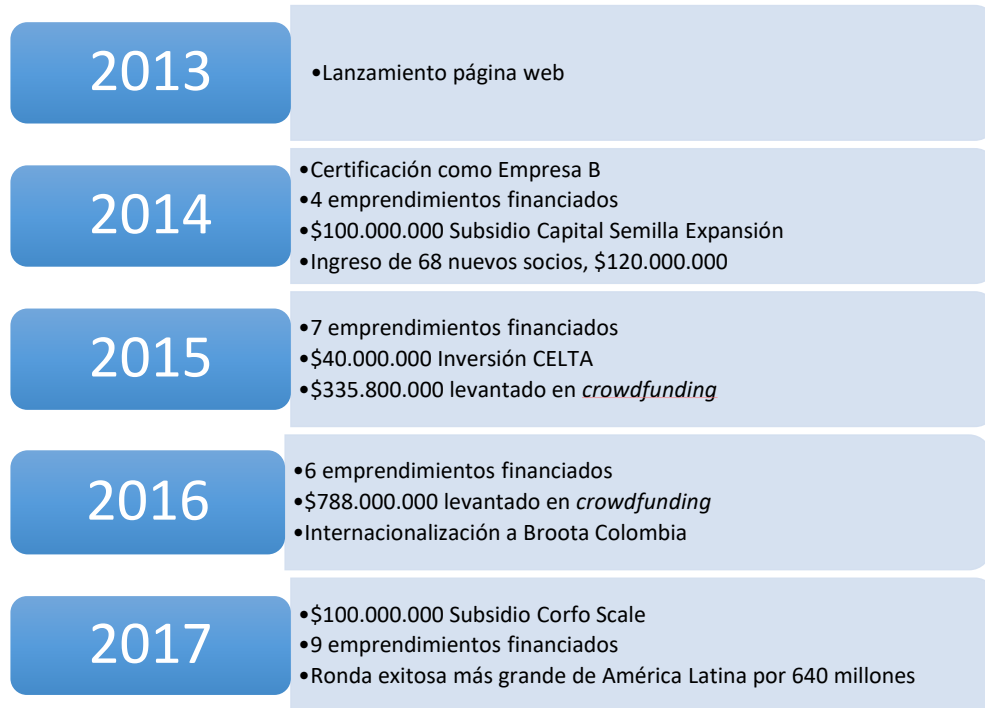 2013
•Lanzamiento página web
2014
•Certificación como Empresa B
•4 emprendimientos financiados
•$100.000.000 Subsidio Capital Semilla Expansión
•Ingreso de 68 nuevos socios, $120.000.000
2015
•7 emprendimientos financiados
•$40.000.000 Inversión CELTA
•$335.800.000 levantado en crowdfunding
2016
•6 emprendimientos financiados
•$788.000.000 levantado en crowdfunding
•Internacionalización a Broota Colombia
2017
•$100.000.000 Subsidio Corfo Scale
•9 emprendimientos financiados
•Ronda exitosa más grande de América Latina por 640 millones